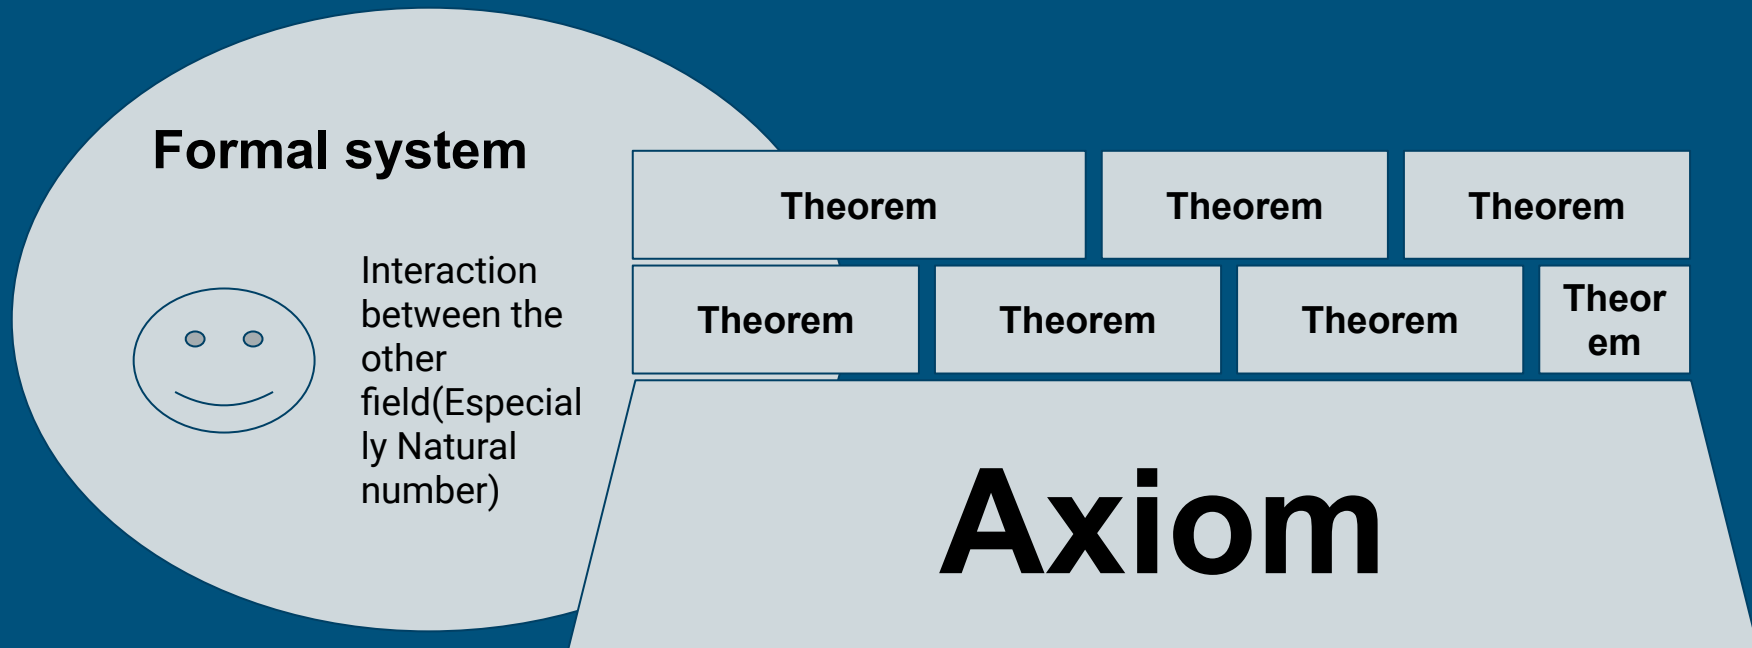 Formal system
Interaction
between the
other
field(Especial
ly Natural
number)
Theorem
Theorem
Theorem
Theorem
Theorem
Theorem
Theor
em
Axiom